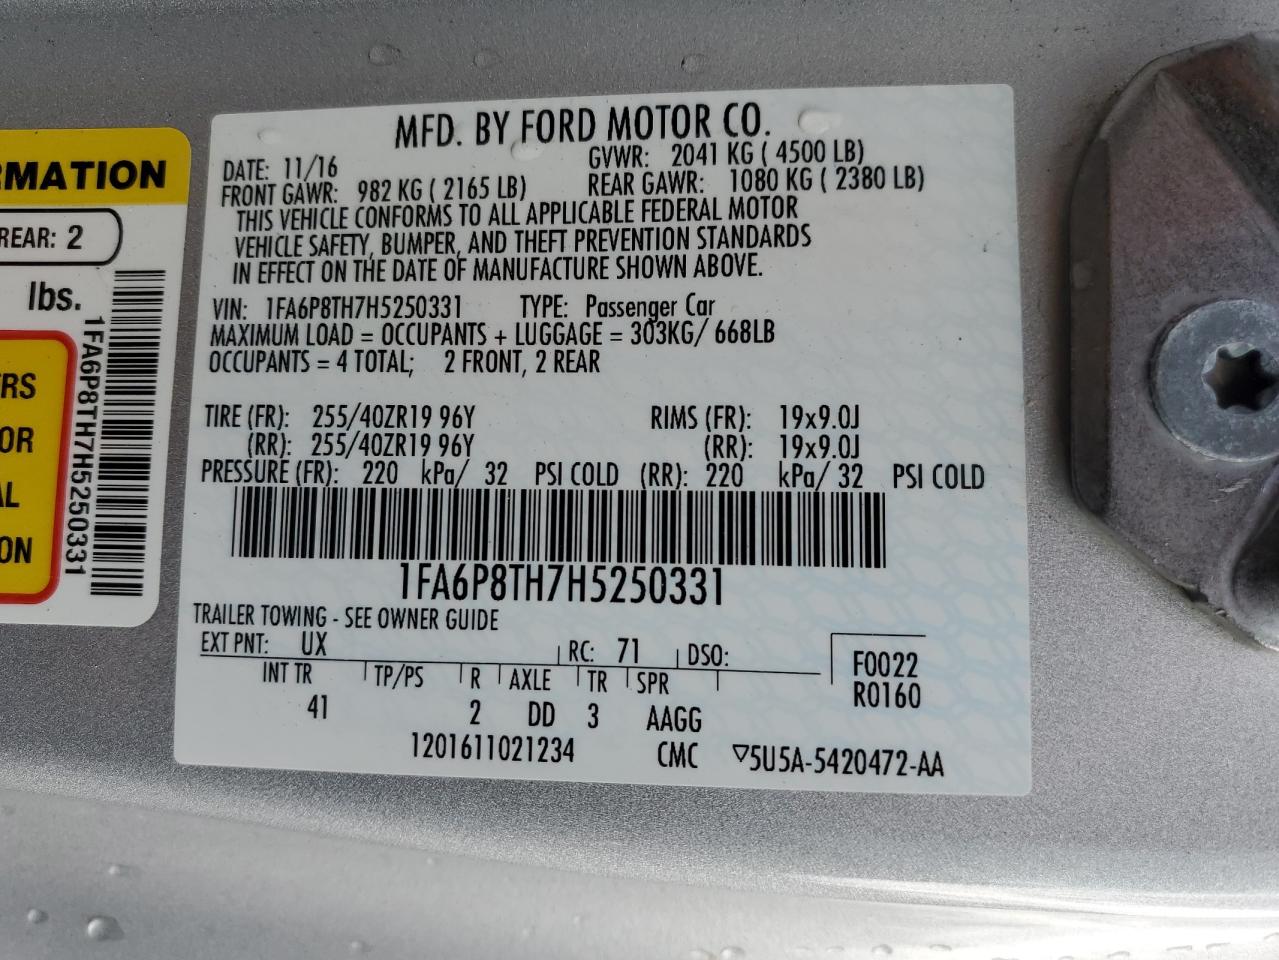 RMATION
REAR: 2
lbs.
1FA6P8TH7H5250331
OR
ON
MFD. BY FORD MOTOR CO.
DATE: 11/16 GVWR: 2041 KG ( 4500 LB)
FRONT GAWR: 982 KG ( 2165 LB) REAR GAWR: 1080 KG ( 2380 LB)
THIS VEHICLE CONFORMS TO ALL APPLICABLE FEDERAL MOTOR
VEHICLE SAFETY, BUMPER, AND THEFT PREVENTION STANDARDS
IN EFFECT ON THE DATE OF MANUFACTURE SHOWN ABOVE.
VIN: 1FA6P8TH7H5250331 TYPE: Passenger Car
MAXIMUM LOAD = OCCUPANTS + LUGGAGE = 303KG/ 668LB
OCCUPANTS = 4 TOTAL; 2 FRONT, 2 REAR
TIRE (FR): 255/40ZR19 96Y RIMS (FR): 19x9.0J
(RR): 255/40ZR19 96Y (RR): 19x9.0J
PRESSURE (FR): 220 kPa/ 32 PSI COLD (RR): 220 kPa/ 32 PSI COLD
1FA6P8TH7H5250331
TRAILER TOWING - SEE OWNER GUIDE
EXT PNT: UX RC: 71 DSO: F0022
INT TR TP/PS R AXLE TR SPR R0160
41 2 DD 3 AAGG
1201611021234 CMC ▽5U5A-5420472-AA